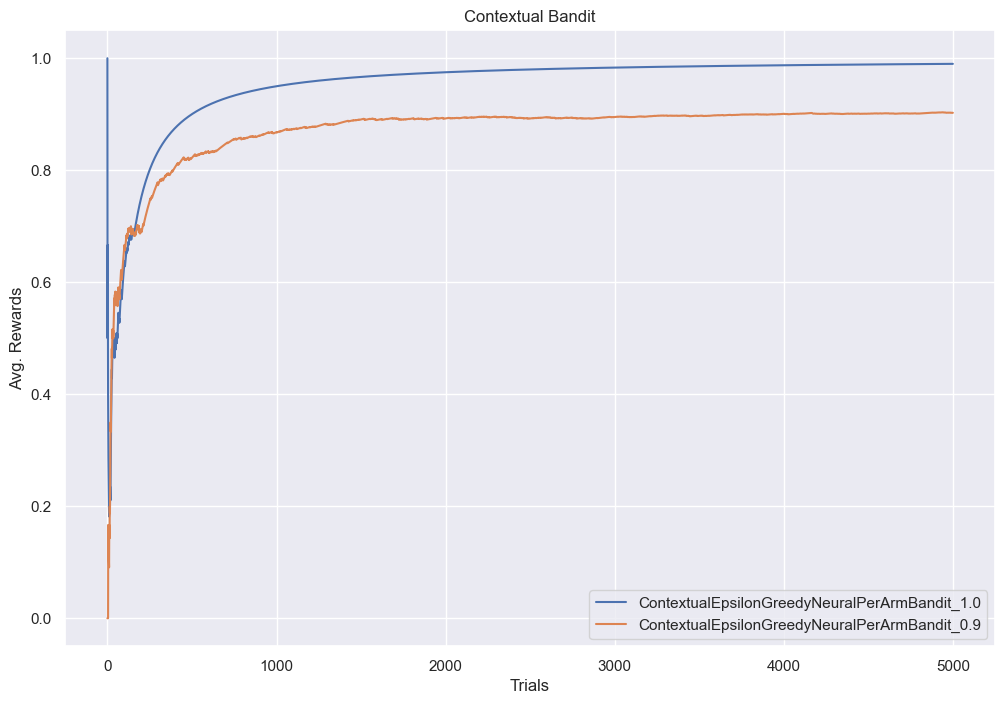 Contextual Bandit
Avg. Rewards
1.0
0.8
0.6
0.4
0.2
0.0
ContextualEpsilonGreedyNeuralPerArmBandit_1.0
ContextualEpsilonGreedyNeuralPerArmBandit_0.9
0 1000 2000 3000 4000 5000
Trials